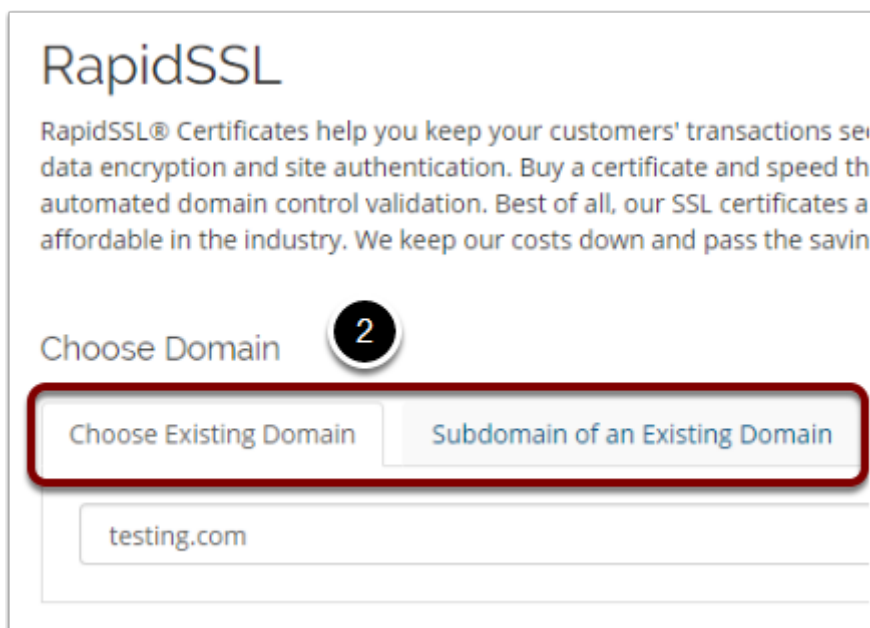 RapidSSL
RapidSSL® Certificates help you keep your customers' transactions
data encryption and site authentication. Buy a certificate and speed
automated domain control validation. Best of all, our SSL certificates
affordable in the industry. We keep our costs down and pass the
Choose Domain
2
Choose Existing Domain
Subdomain of an Existing Domain
testing.com